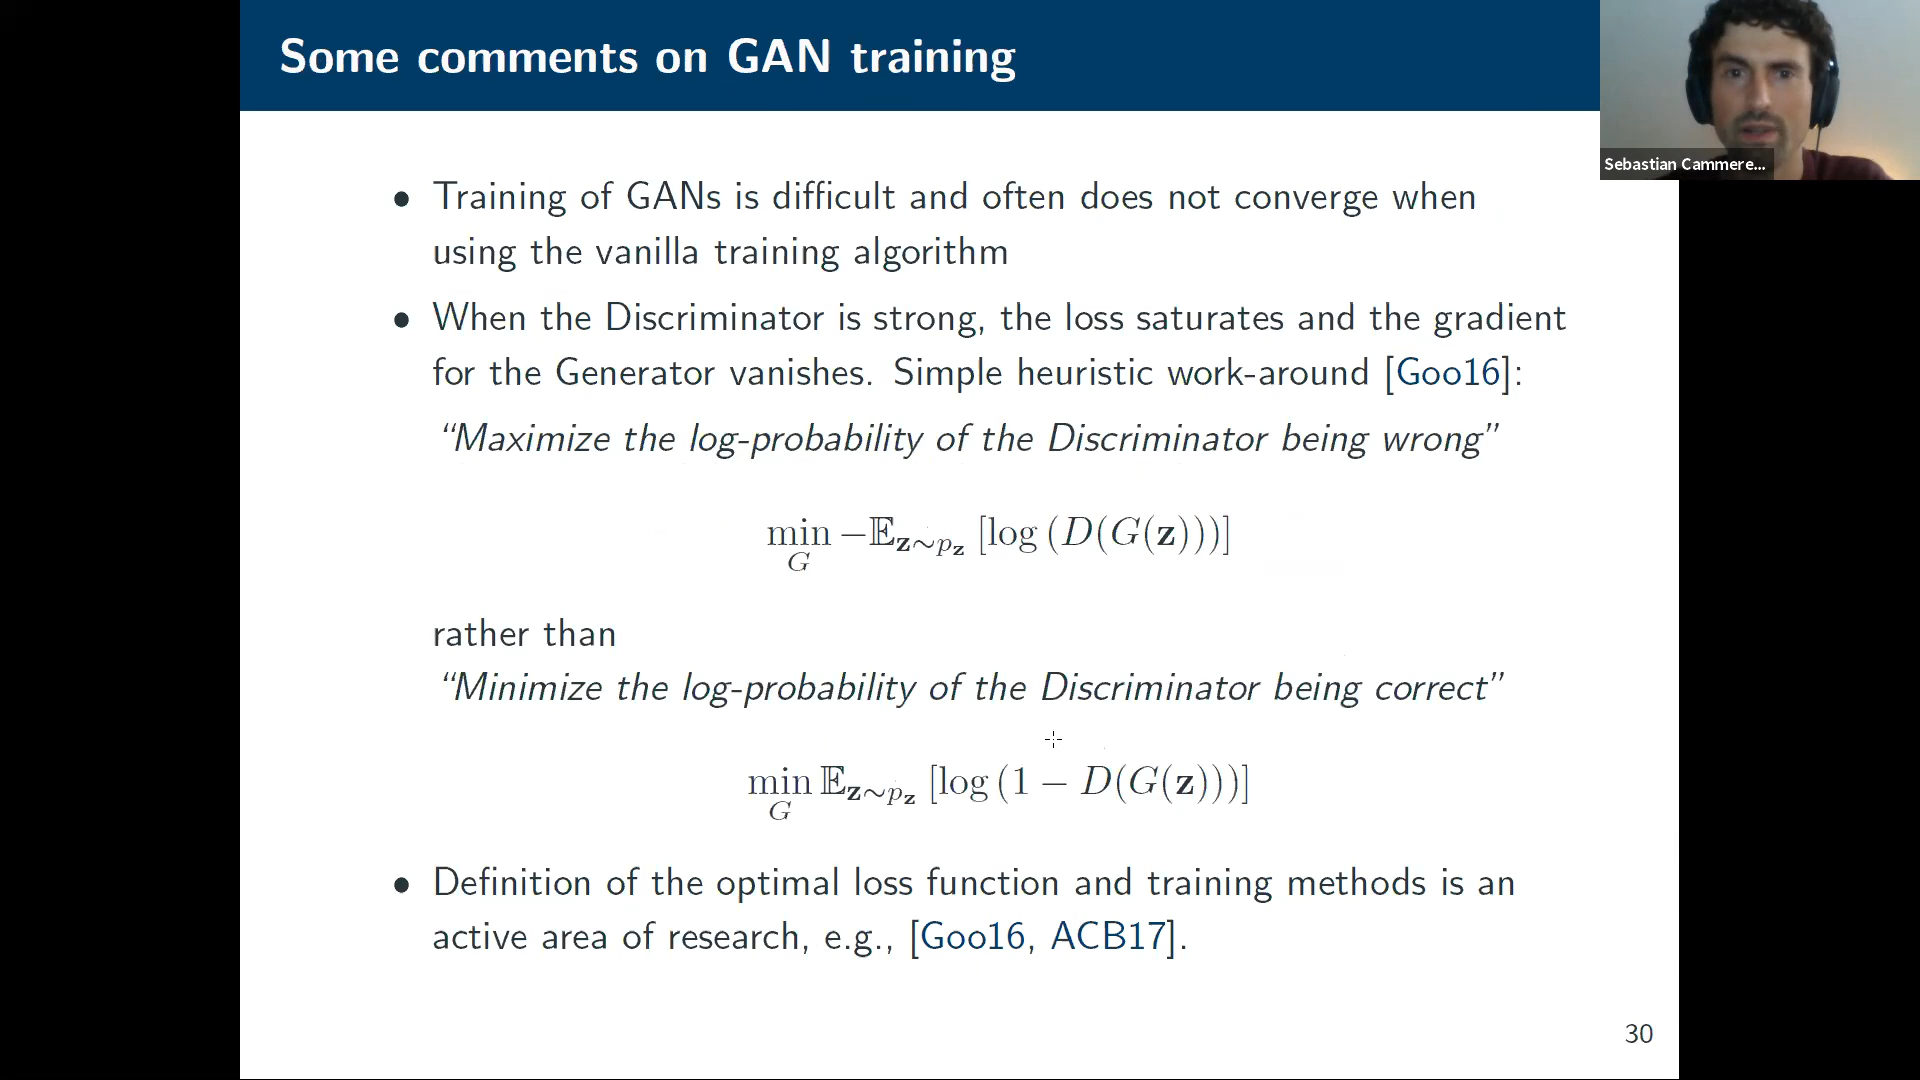 Some comments on GAN training
Sebastian Cammere...
• Training of GANs is difficult and often does not converge when
using the vanilla training algorithm
• When the Discriminator is strong, the loss saturates and the gradient
for the Generator vanishes. Simple heuristic work-around [Goo16]:
“Maximize the log-probability of the Discriminator being wrong”
min_G −𝔼_{𝐳∼p_𝐳} [log (D(G(𝐳)))]
rather than
“Minimize the log-probability of the Discriminator being correct”
min_G 𝔼_{𝐳∼p_𝐳} [log (1 − D(G(𝐳)))]
• Definition of the optimal loss function and training methods is an
active area of research, e.g., [Goo16, ACB17].
30